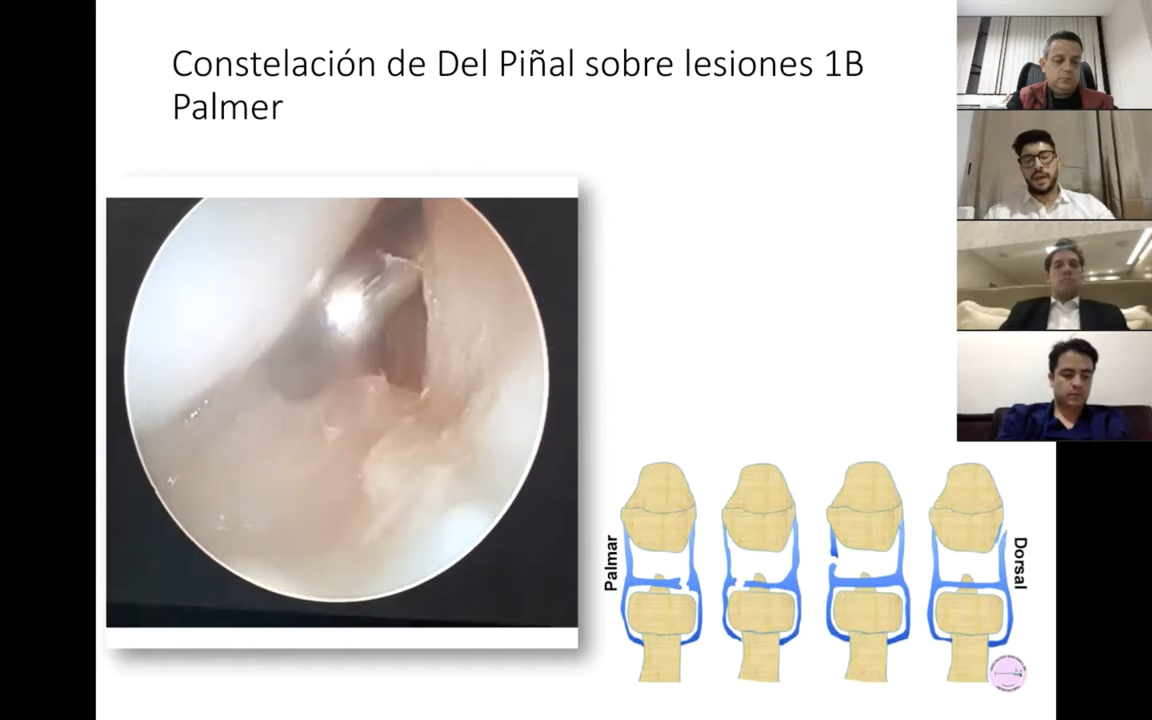 Constelación de Del Piñal sobre lesiones 1B
Palmer
Palmar
Dorsal